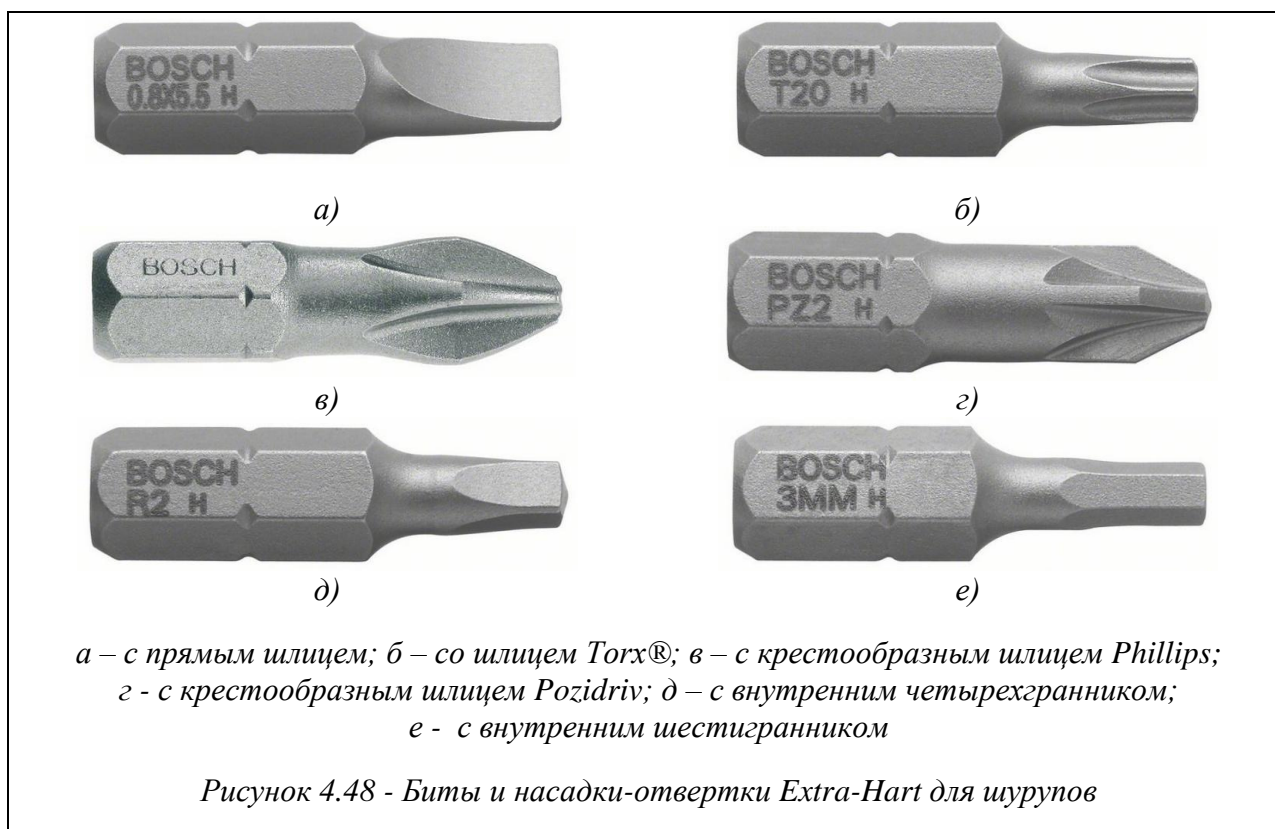 BOSCH
0.8X5.5 H
BOSCH
T20 H
а)
б)
BOSCH
BOSCH
PZ2 H
в)
г)
BOSCH
R2 H
BOSCH
3MM H
д)
е)
а – с прямым шлицем; б – со шлицем Torx®; в – с крестообразным шлицем Phillips;
г - с крестообразным шлицем Pozidriv; д – с внутренним четырехгранником;
е - с внутренним шестигранником
Рисунок 4.48 - Биты и насадки-отвертки Extra-Hart для шурупов